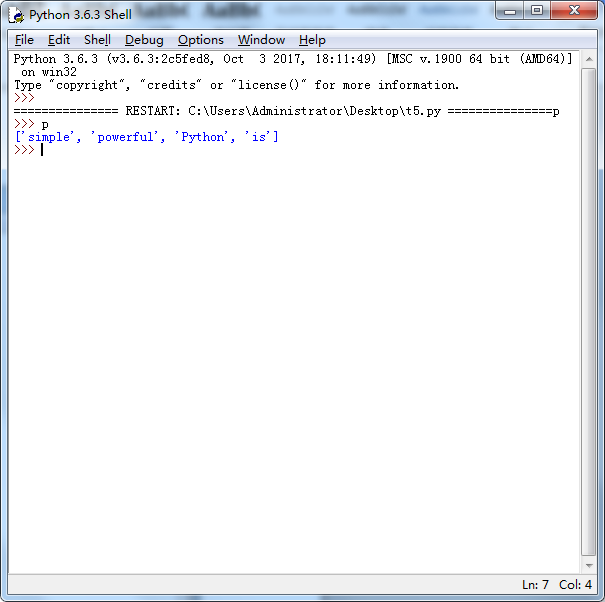 Python 3.6.3 Shell
File Edit Shell Debug Options Window Help
Python 3.6.3 (v3.6.3:2c5fed8, Oct  3 2017, 18:11:49) [MSC v.1900 64 bit (AMD64)]
 on win32
Type "copyright", "credits" or "license()" for more information.
>>>
=============== RESTART: C:\Users\Administrator\Desktop\t5.py ===============p
>>> p
['simple', 'powerful', 'Python', 'is']
>>>
Ln: 7 Col: 4